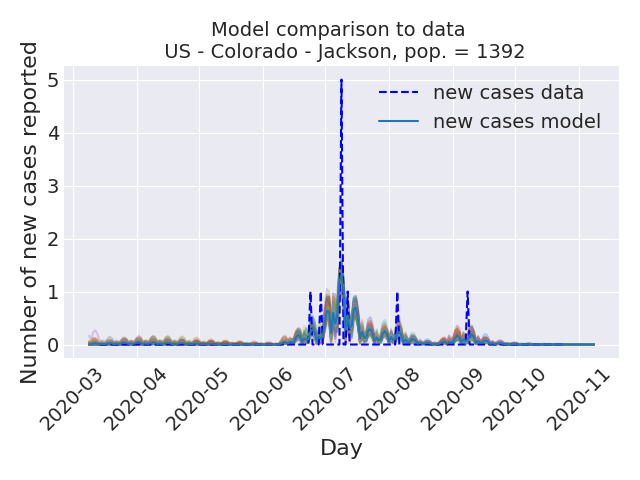 Model comparison to data
US - Colorado - Jackson, pop. = 1392
Number of new cases reported
5
4
3
2
1
0
new cases data
new cases model
2020-03
2020-04
2020-05
2020-06
2020-07
2020-08
2020-09
2020-10
2020-11
Day